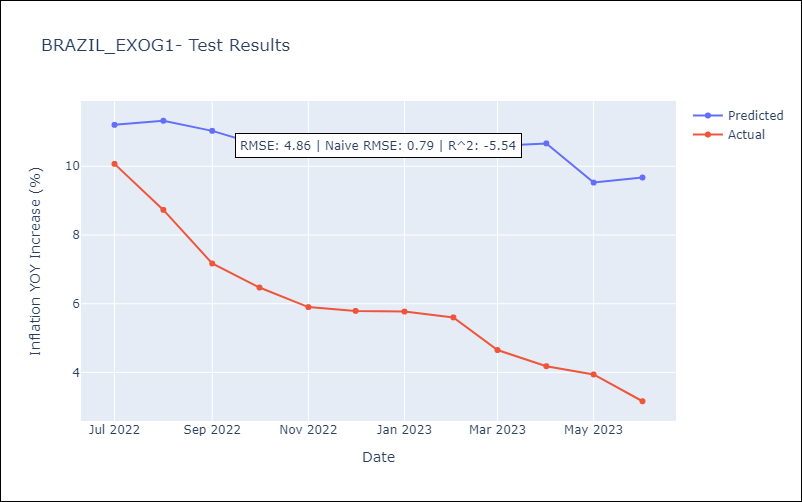 BRAZIL_EXOG1- Test Results
Predicted
Actual
RMSE: 4.86 | Naive RMSE: 0.79 | R^2: -5.54
Inflation YOY Increase (%)
10
8
6
4
Jul 2022 Sep 2022 Nov 2022 Jan 2023 Mar 2023 May 2023
Date